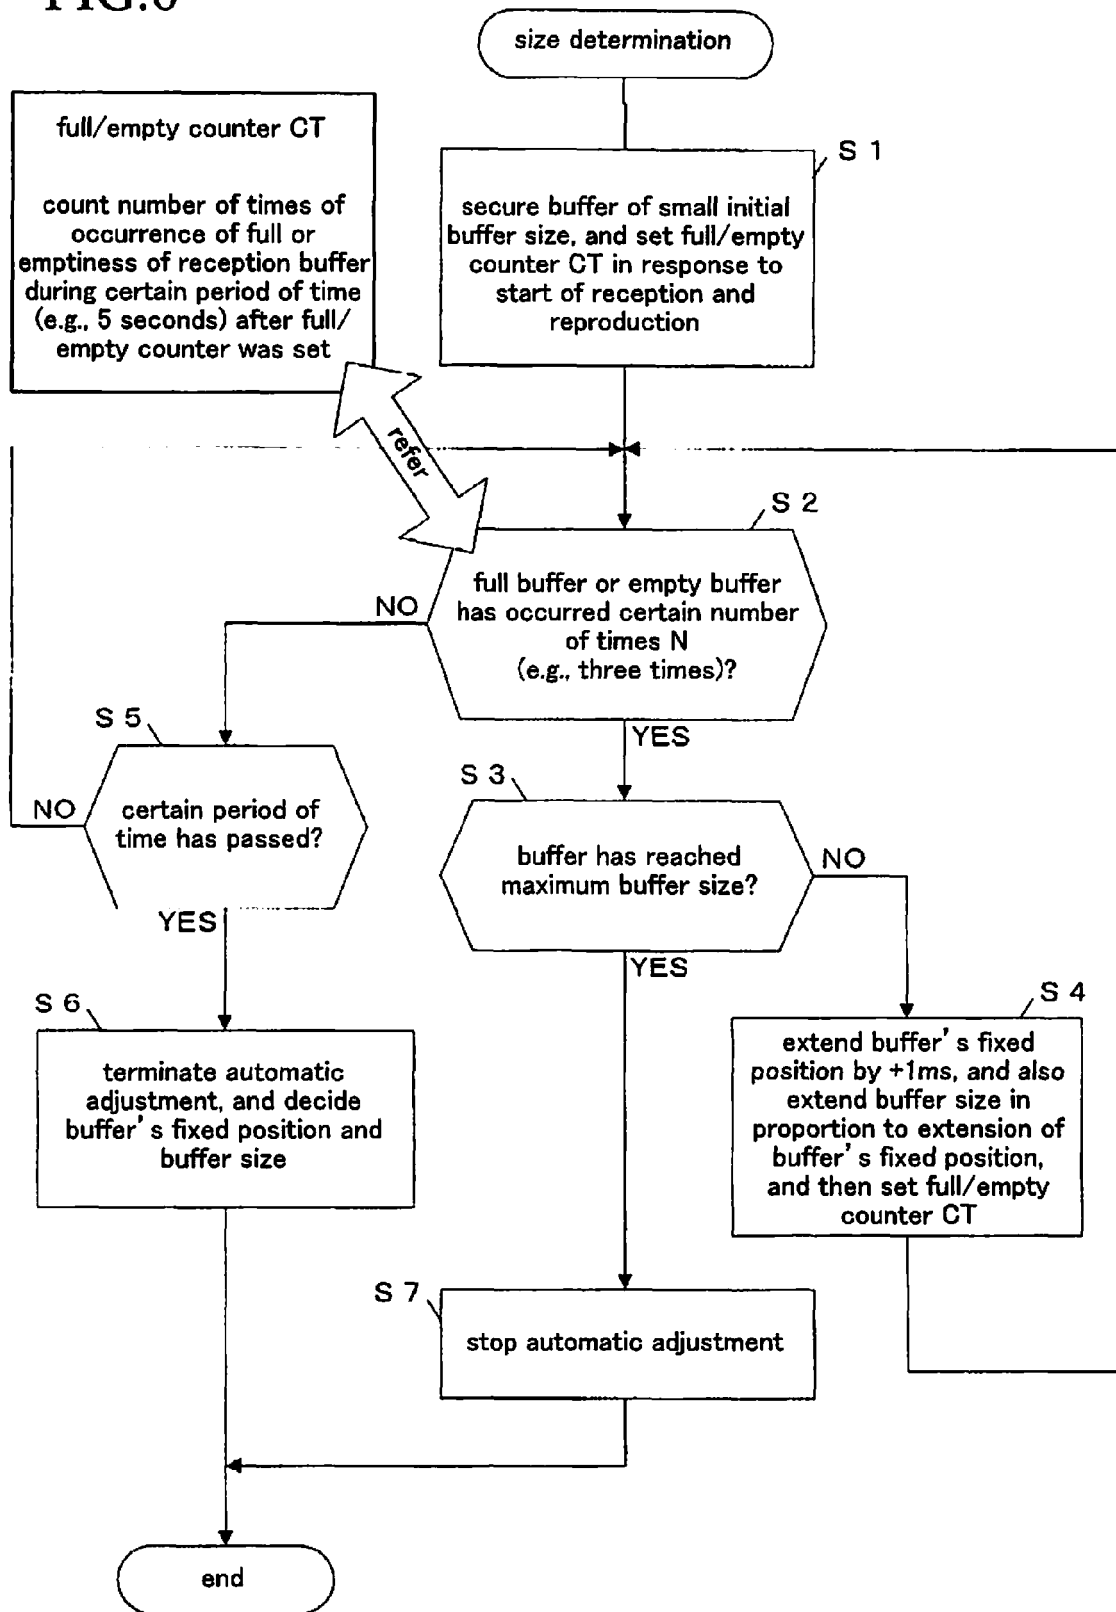 size determination
full/empty counter CT
count number of times of
occurrence of full or
emptiness of reception buffer
during certain period of time
(e.g., 5 seconds) after full/
empty counter was set
S 1
secure buffer of small initial
buffer size, and set full/empty
counter CT in response to
start of reception and
reproduction
refer
S 2
full buffer or empty buffer
has occurred certain number
of times N
(e.g., three times)?
NO
YES
S 5
certain period of
time has passed?
NO
YES
S 3
buffer has reached
maximum buffer size?
NO
YES
S 6
terminate automatic
adjustment, and decide
buffer's fixed position and
buffer size
S 4
extend buffer's fixed
position by +1ms, and also
extend buffer size in
proportion to extension of
buffer's fixed position,
and then set full/empty
counter CT
S 7
stop automatic adjustment
end